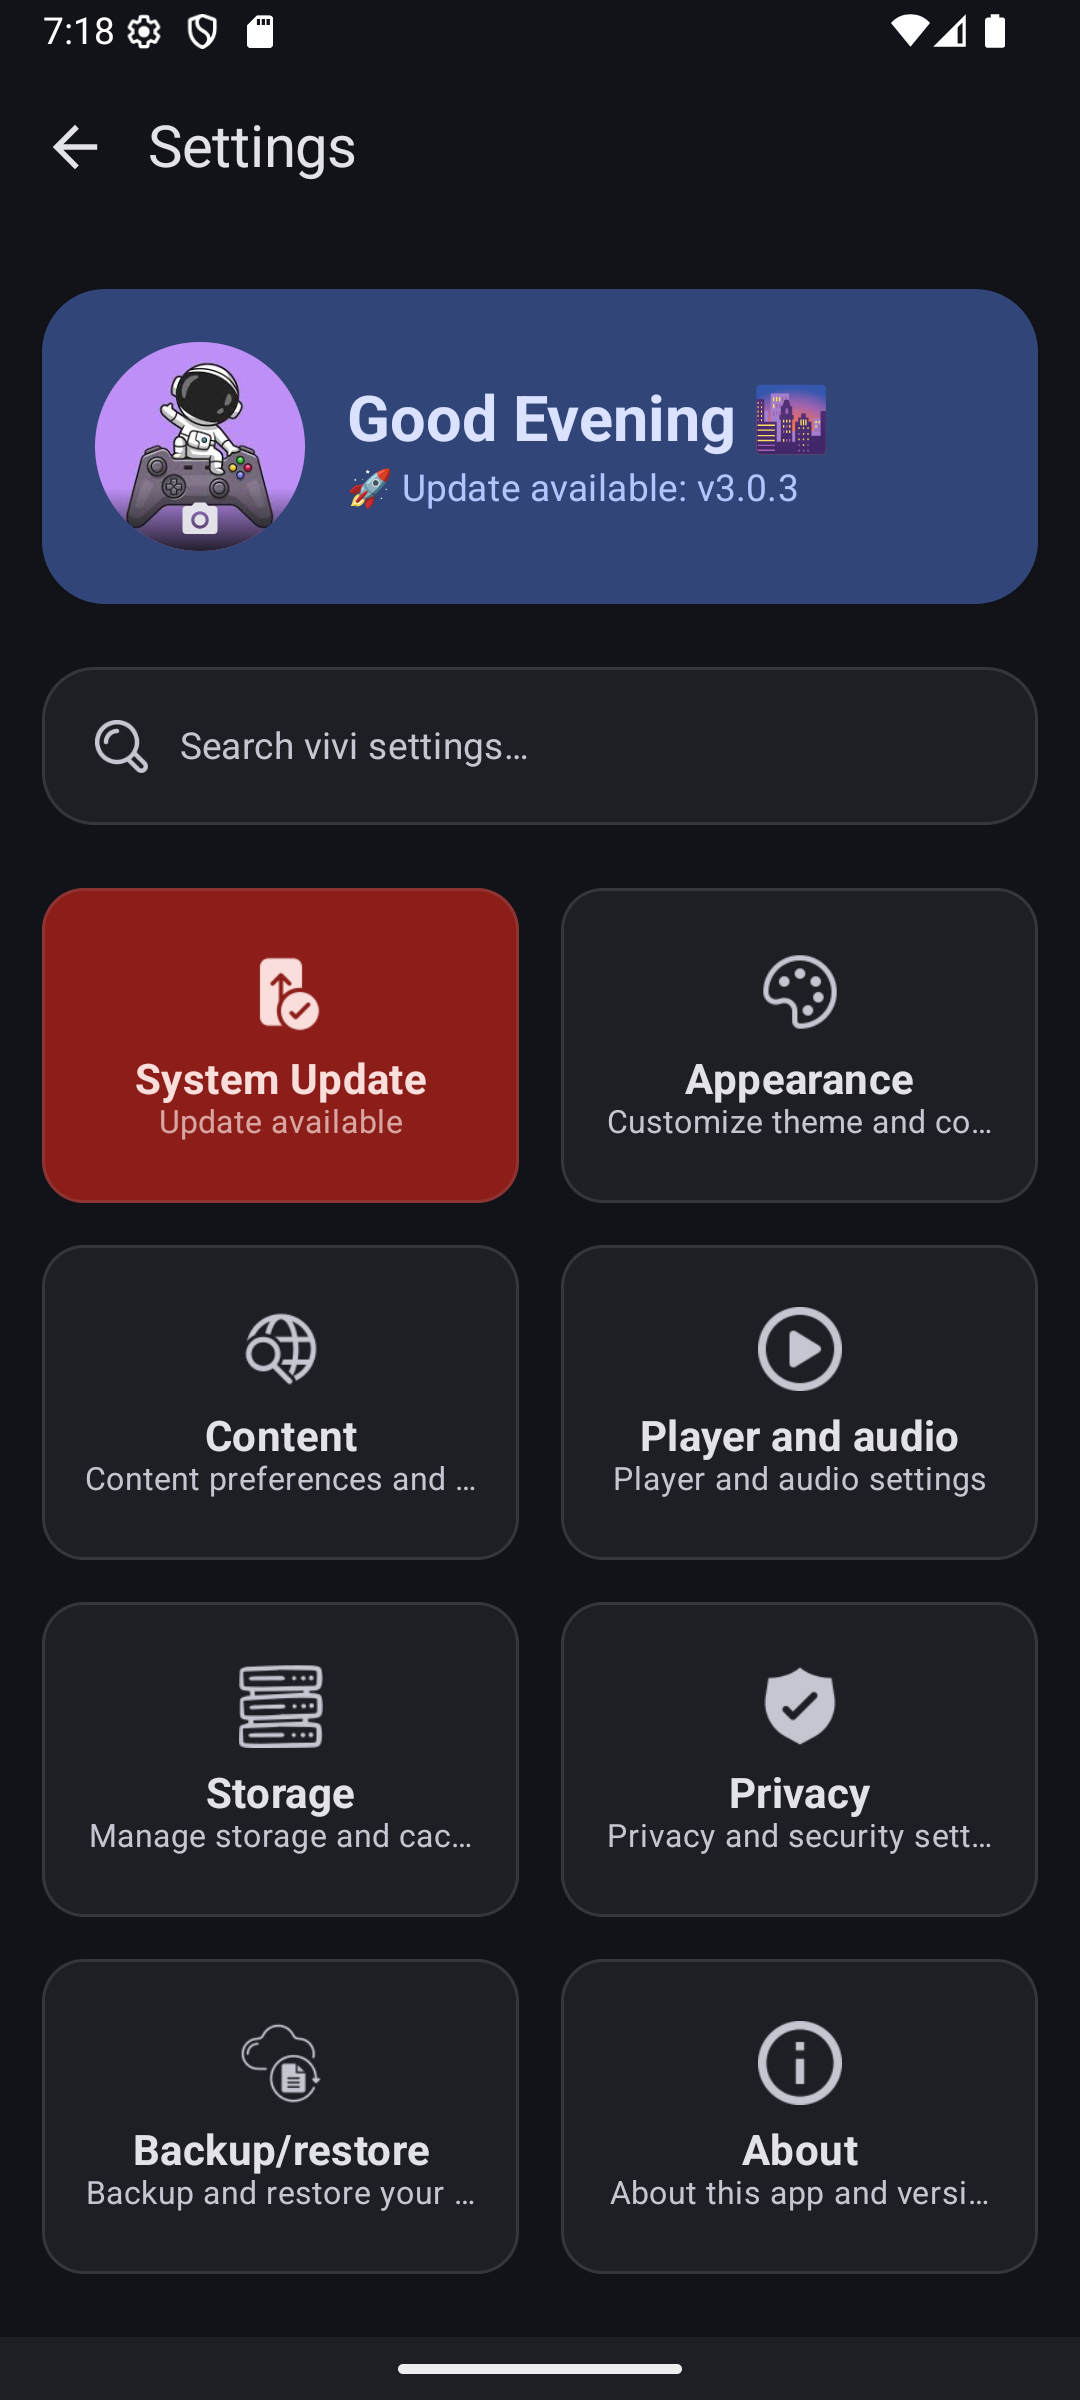 7:18
Settings
Good Evening 🌆
🚀 Update available: v3.0.3
Search vivi settings…
System Update
Update available
Appearance
Customize theme and co…
Content
Content preferences and …
Player and audio
Player and audio settings
Storage
Manage storage and cac…
Privacy
Privacy and security sett…
Backup/restore
Backup and restore your …
About
About this app and versi…